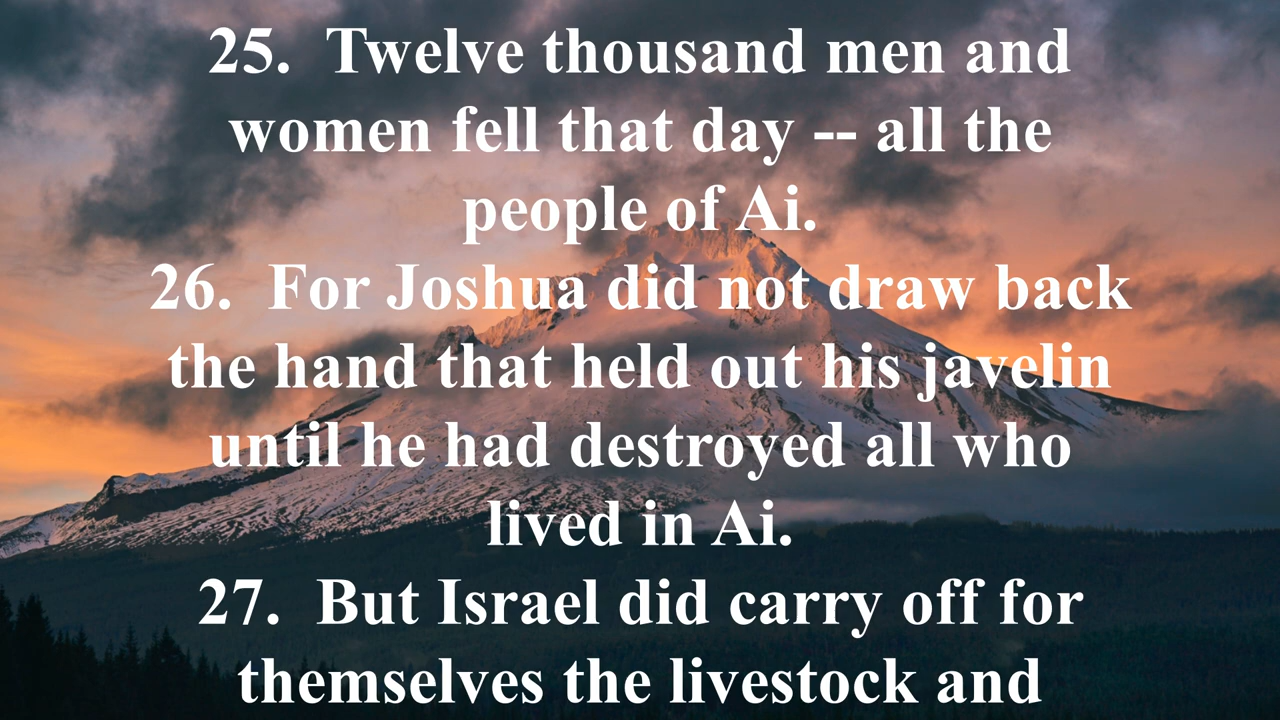 25.  Twelve thousand men and
women fell that day -- all the
people of Ai.
26.  For Joshua did not draw back
the hand that held out his javelin
until he had destroyed all who
lived in Ai.
27.  But Israel did carry off for
themselves the livestock and